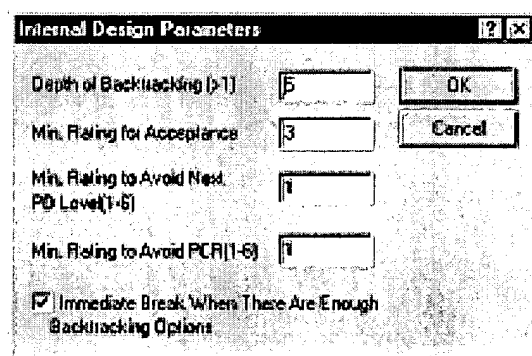 Internal Design Parameters
Depth of Backtracking (>1)
5
OK
Min. Rating for Acceptance
3
Cancel
Min. Rating to Avoid Next
PD Level(1-6)
1
Min. Rating to Avoid PCR(1-6)
1
Immediate Break When There Are Enough
Backtracking Options